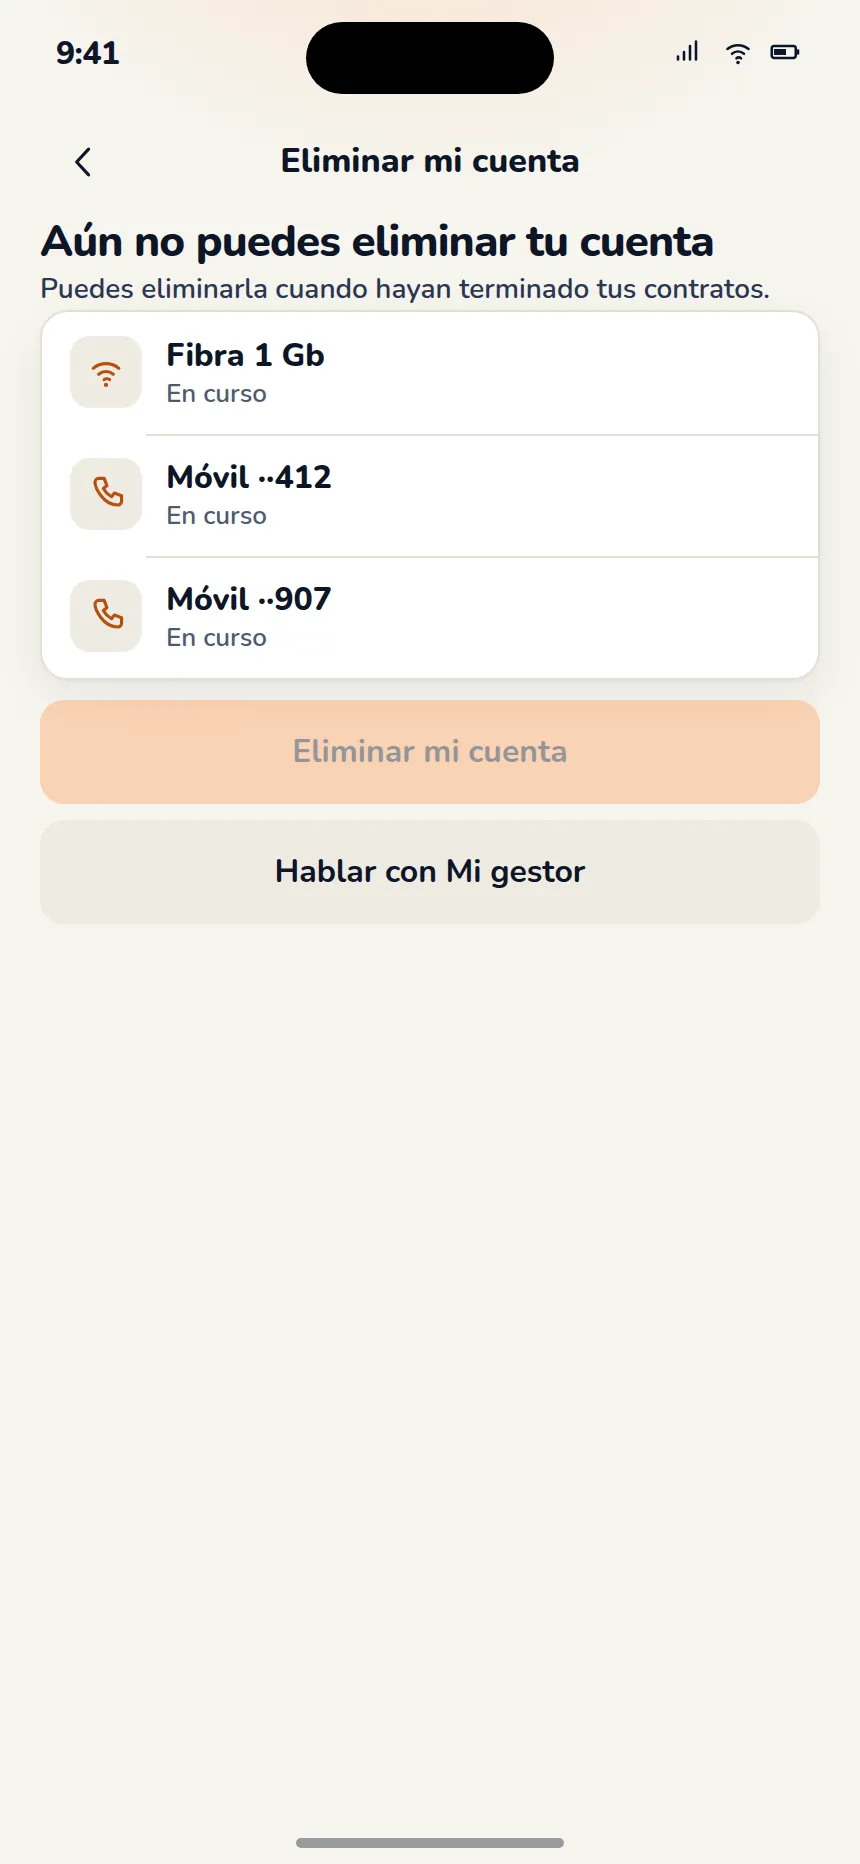 9:41
Eliminar mi cuenta
Aún no puedes eliminar tu cuenta
Puedes eliminarla cuando hayan terminado tus contratos.
Fibra 1 Gb
En curso
Móvil ··412
En curso
Móvil ··907
En curso
Eliminar mi cuenta
Hablar con Mi gestor